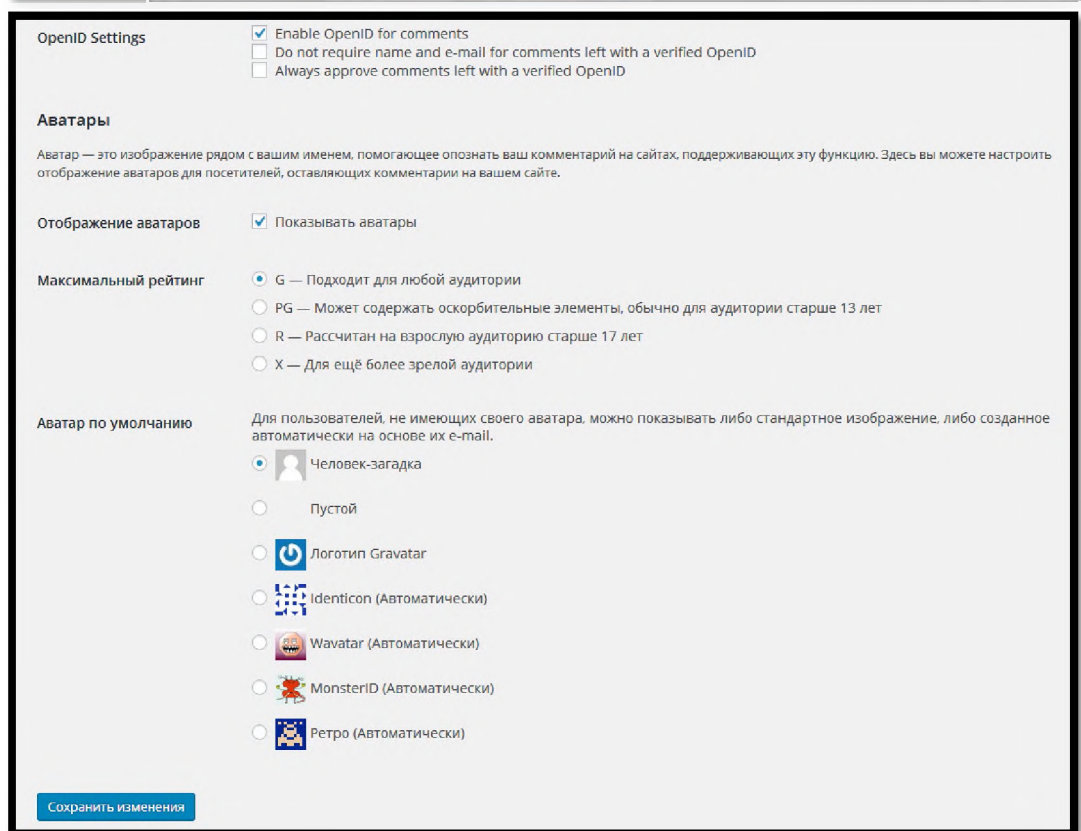 OpenID Settings
Enable OpenID for comments
Do not require name and e-mail for comments left with a verified OpenID
Always approve comments left with a verified OpenID
Аватары
Аватар — это изображение рядом с вашим именем, помогающее опознать ваш комментарий на сайтах, поддерживающих эту функцию. Здесь вы можете настроить
отображение аватаров для посетителей, оставляющих комментарии на вашем сайте.
Отображение аватаров
Показывать аватары
Максимальный рейтинг
G — Подходит для любой аудитории
PG — Может содержать оскорбительные элементы, обычно для аудитории старше 13 лет
R — Рассчитан на взрослую аудиторию старше 17 лет
X — Для ещё более зрелой аудитории
Аватар по умолчанию
Для пользователей, не имеющих своего аватара, можно показывать либо стандартное изображение, либо созданное
автоматически на основе их e-mail.
Человек-загадка
Пустой
Логотип Gravatar
Identicon (Автоматически)
Wavatar (Автоматически)
MonsterID (Автоматически)
Ретро (Автоматически)
Сохранить изменения